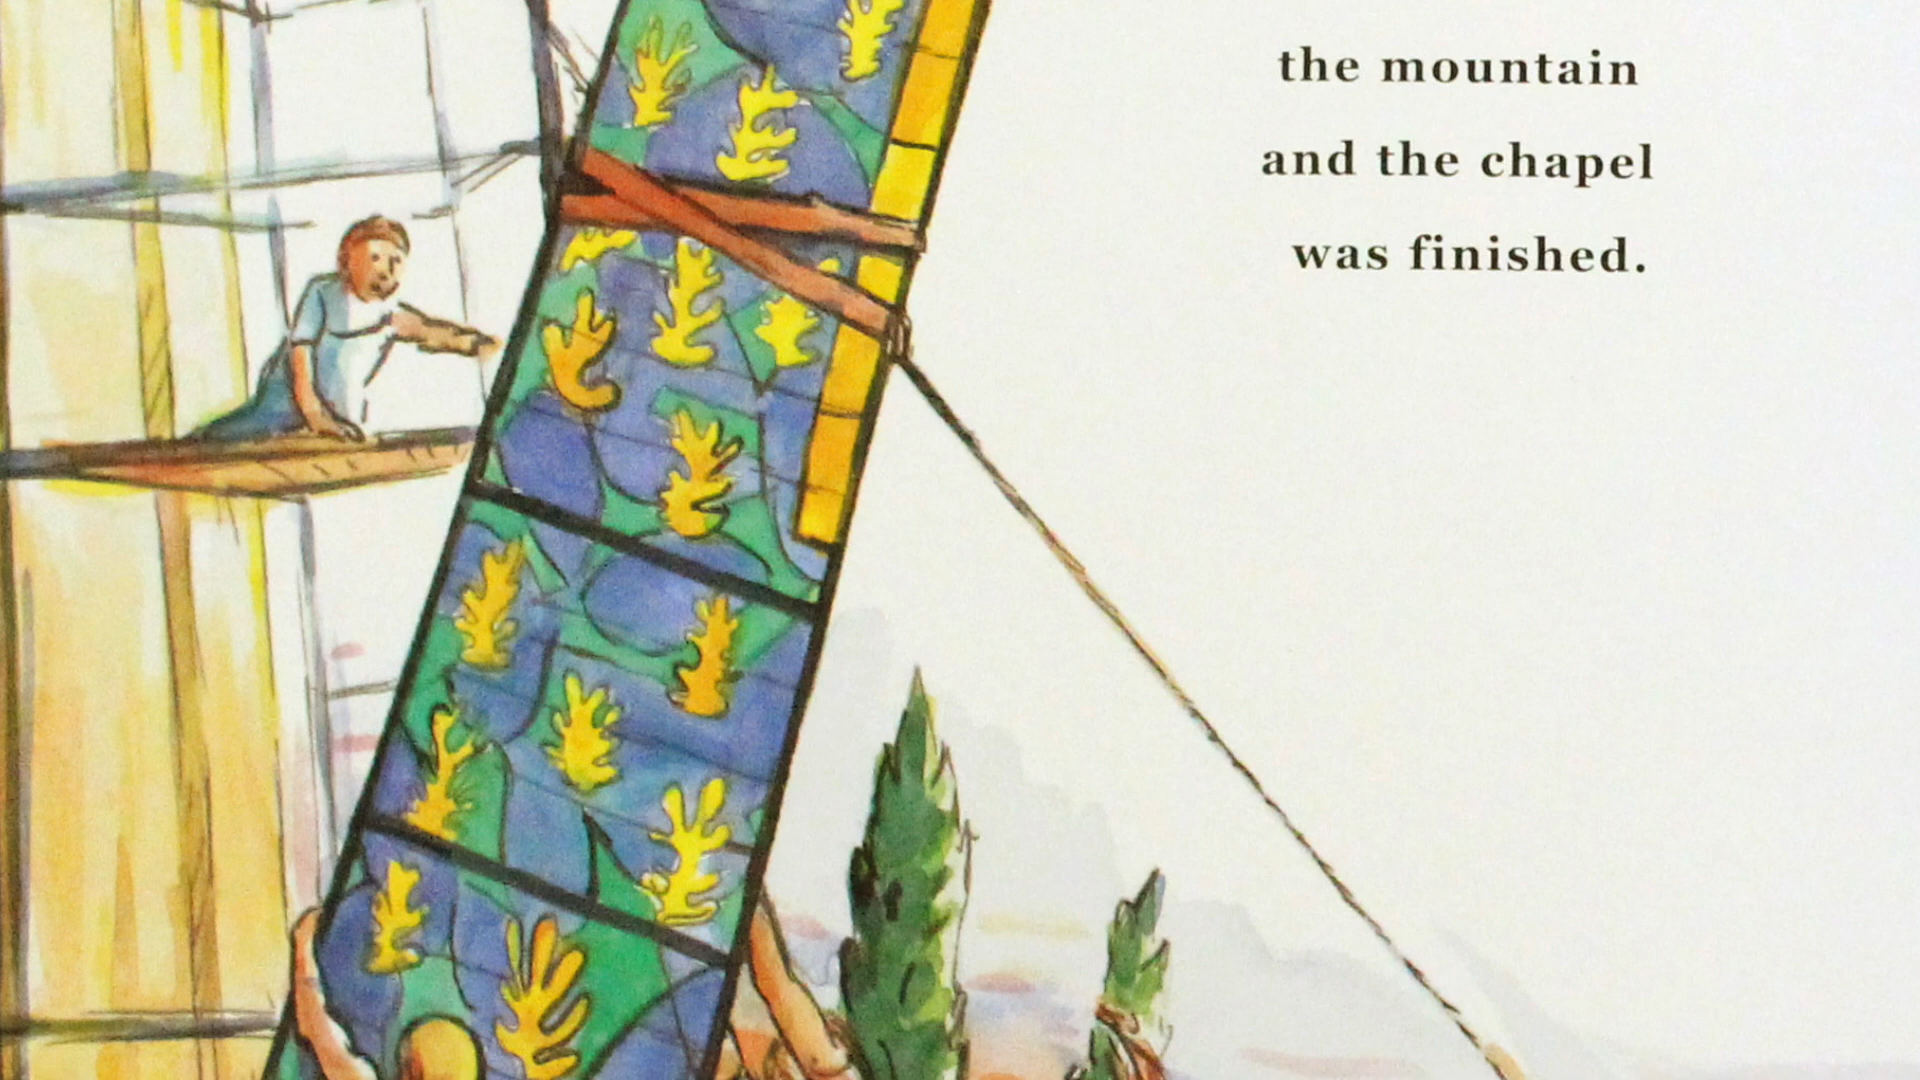 the mountain
and the chapel
was finished.